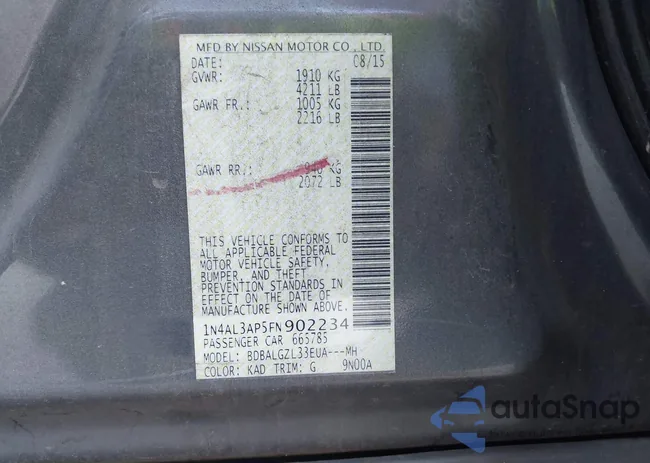 MFD BY NISSAN MOTOR CO., LTD.
DATE: 08/15
GVWR: 1910 KG
4211 LB
GAWR FR.: 1005 KG
2216 LB
GAWR RR.: 940 KG
2072 LB
THIS VEHICLE CONFORMS TO
ALL APPLICABLE FEDERAL
MOTOR VEHICLE SAFETY,
BUMPER, AND THEFT
PREVENTION STANDARDS IN
EFFECT ON THE DATE OF
MANUFACTURE SHOWN ABOVE.
1N4AL3AP5FN902234
PASSENGER CAR 665785
MODEL: BDBALGZL33EUA---MH
COLOR: KAD TRIM: G 9N00A
autaSnap